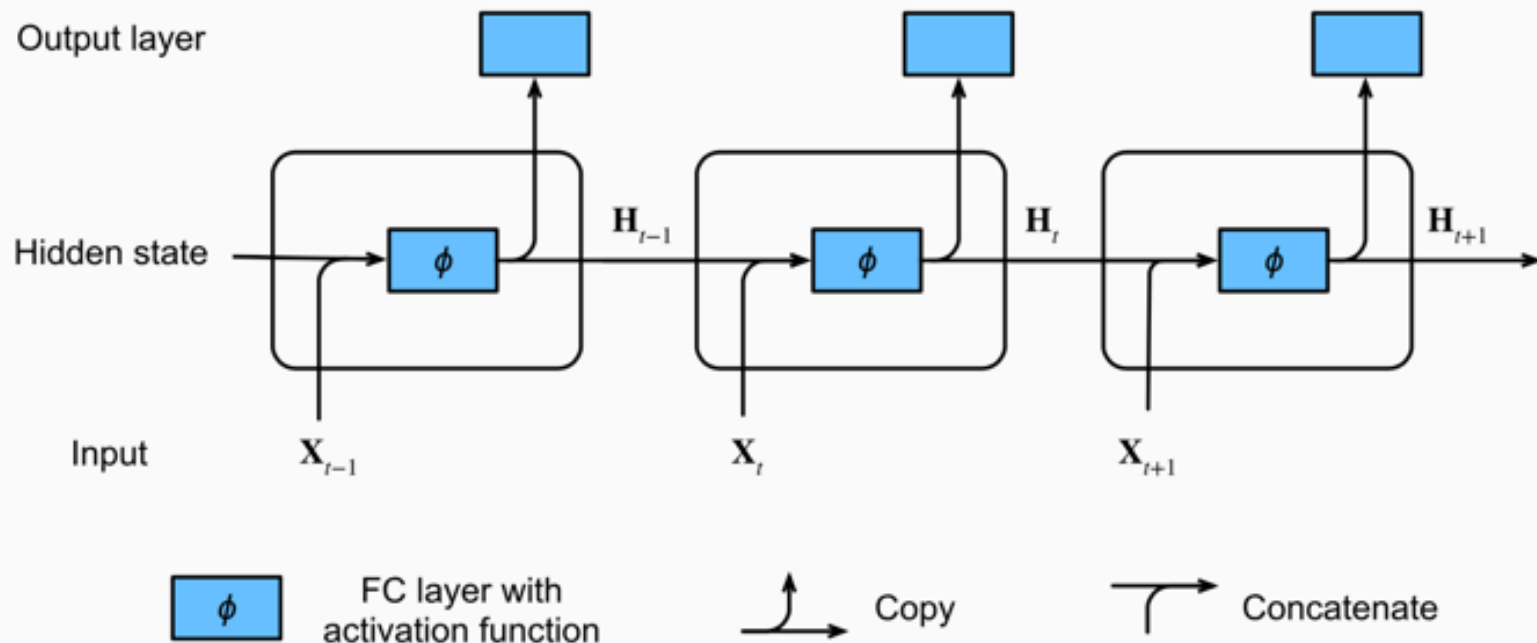 Output layer
Hidden state
ϕ
H_{t−1}
ϕ
H_t
ϕ
H_{t+1}
Input
X_{t−1}
X_t
X_{t+1}
ϕ
FC layer with
activation function
Copy
Concatenate